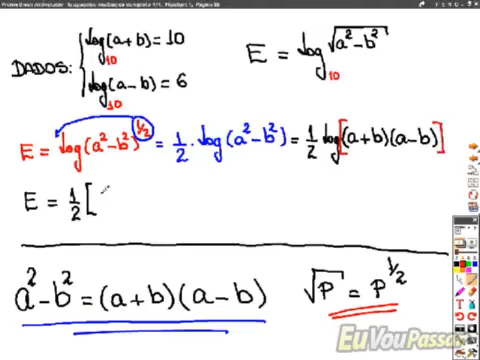 DADOS: { log₁₀(a+b) = 10
log₁₀(a-b) = 6
E = log₁₀ √(a²-b²)
E = log(a²-b²)^1/2 = 1/2 · log(a²-b²) = 1/2 log[(a+b)(a-b)]
E = 1/2 [
a²-b² = (a+b)(a-b)
√P = P^1/2
EuVouPassar